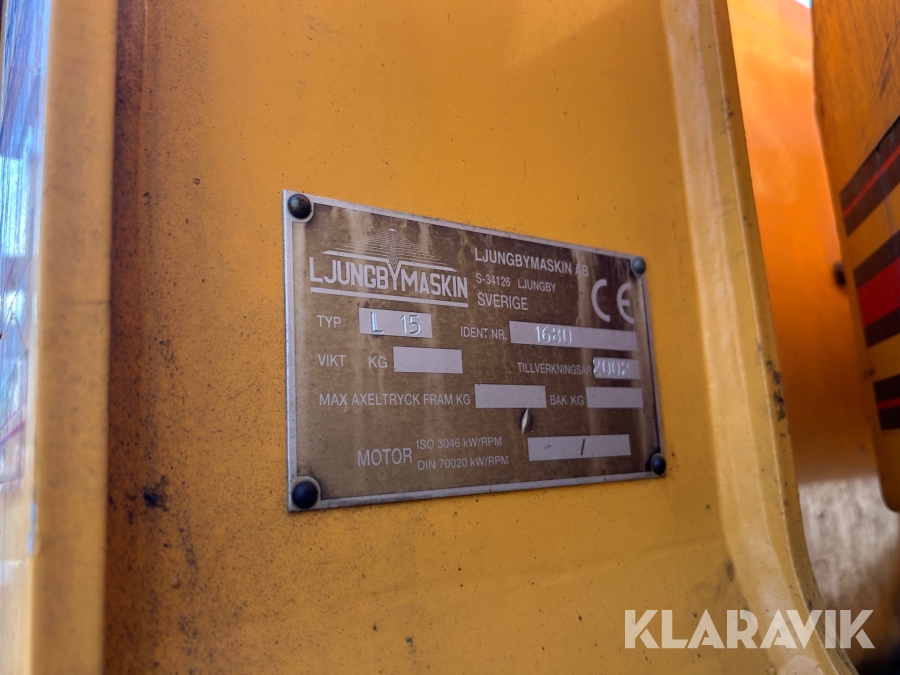 LJUNGBYMASKIN
LJUNGBYMASKIN AB
S-34126 LJUNGBY
SVERIGE
CE
TYP L 15 IDENT.NR. 1680
VIKT KG TILLVERKNINGSÅR 2002
MAX AXELTRYCK FRAM KG BAK KG
MOTOR ISO 3046 kW/RPM
DIN 70020 kW/RPM - /
KLARAVIK